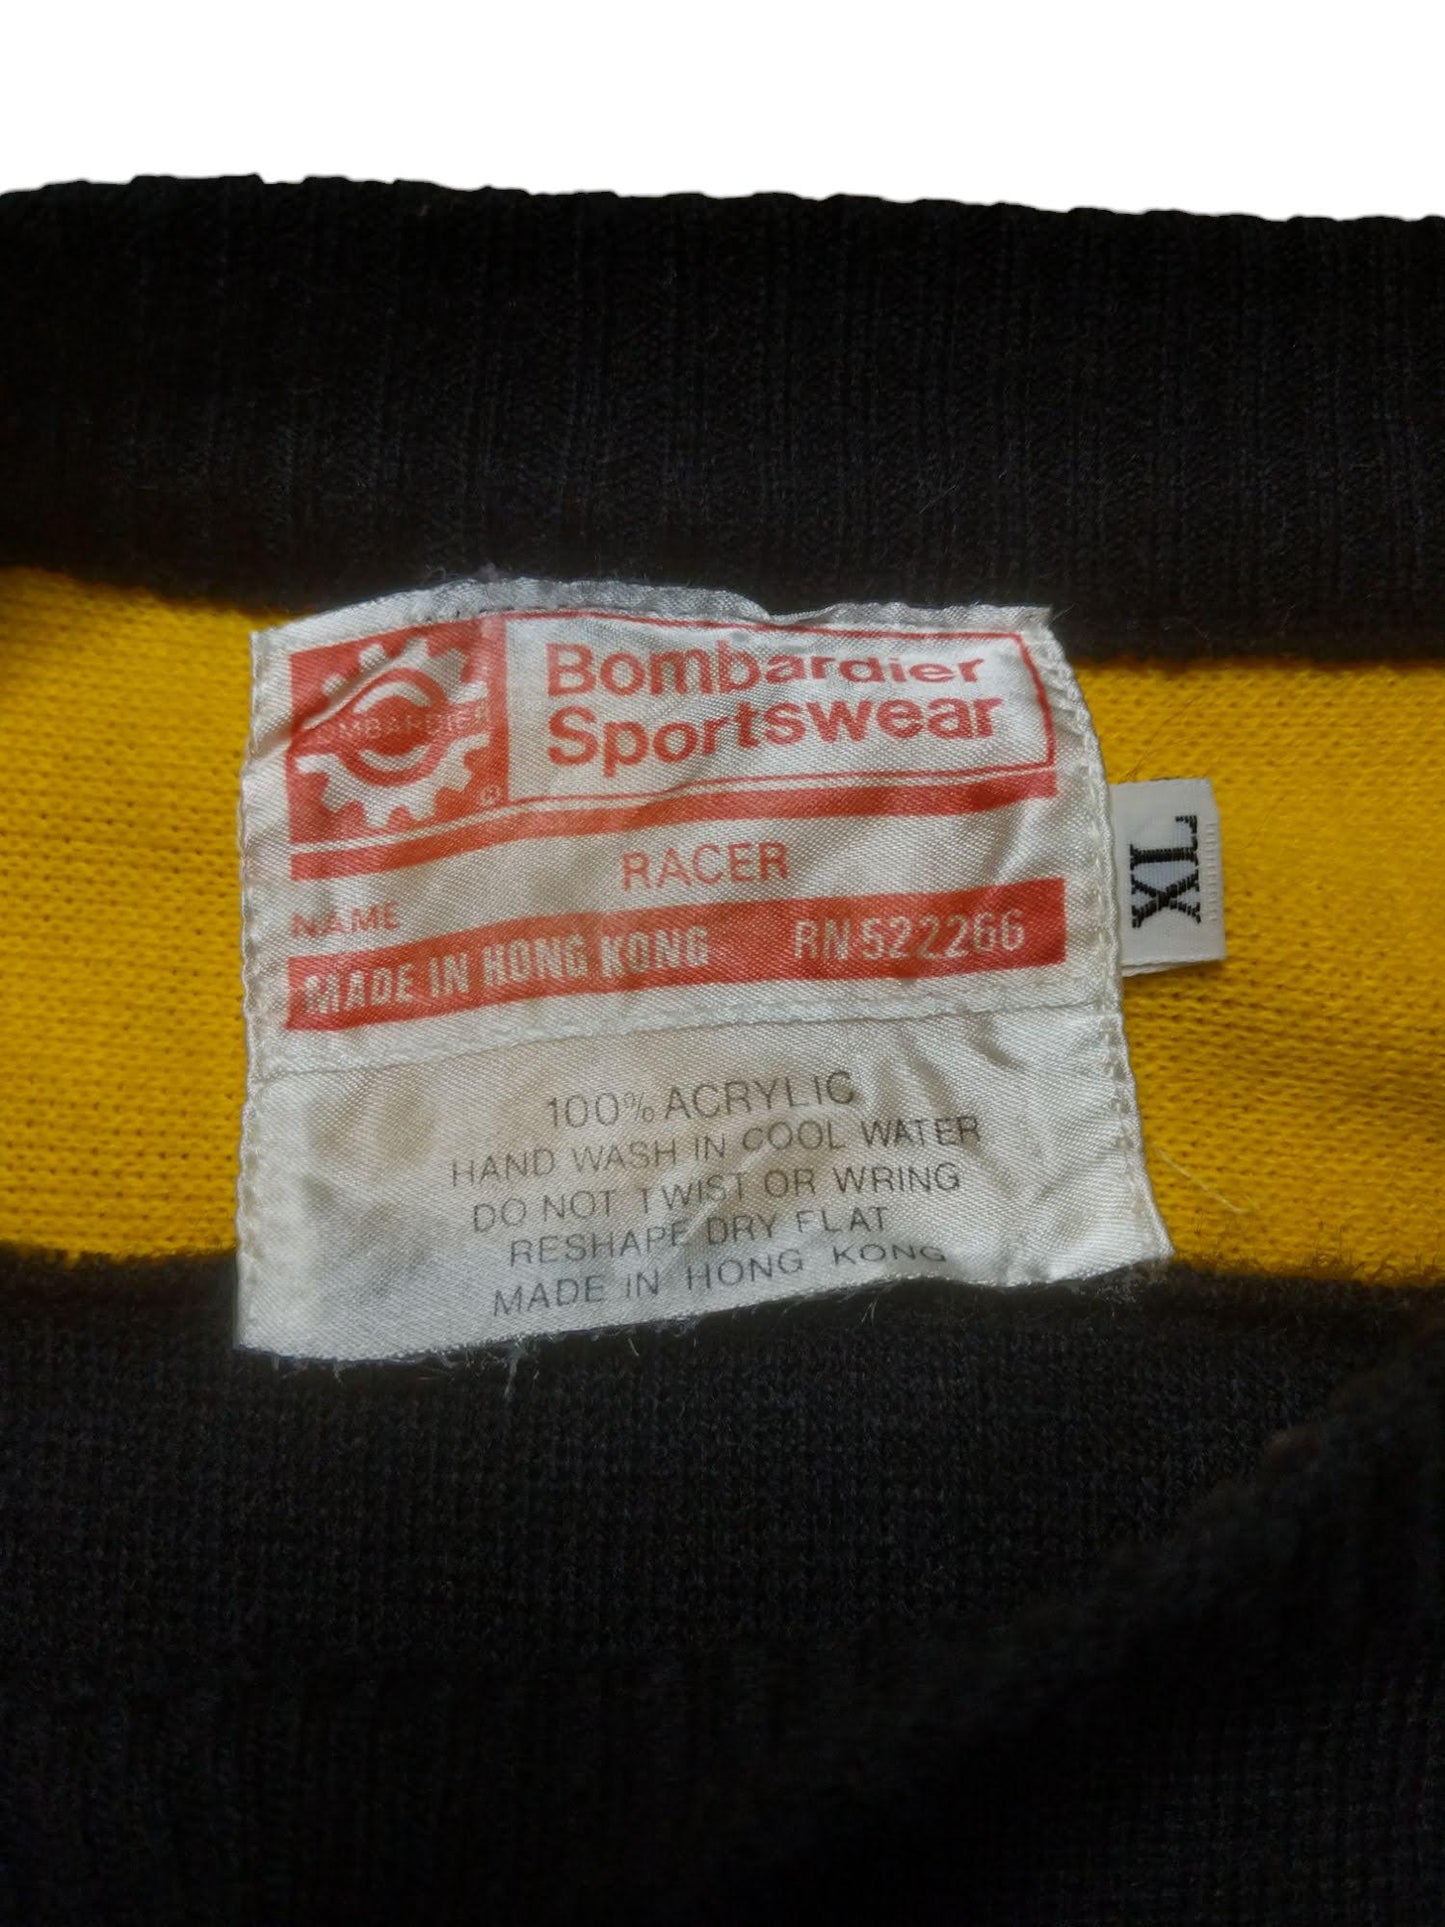 BOMBARDIER
Bombardier
Sportswear
RACER
NAME
MADE IN HONG KONG RN 522266
XL
100% ACRYLIC
HAND WASH IN COOL WATER
DO NOT TWIST OR WRING
RESHAPE DRY FLAT
MADE IN HONG KONG